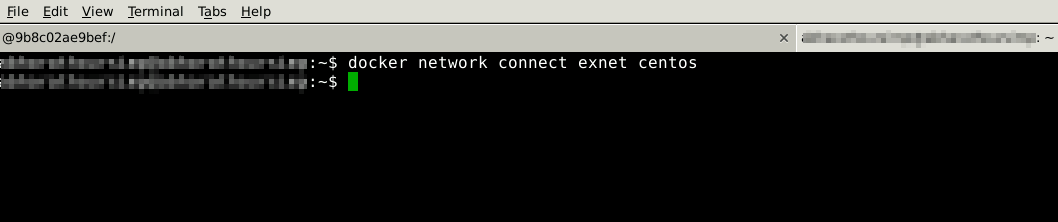 File Edit View Terminal Tabs Help
@9b8c02ae9bef:/ × : ~
:~$ docker network connect exnet centos
:~$